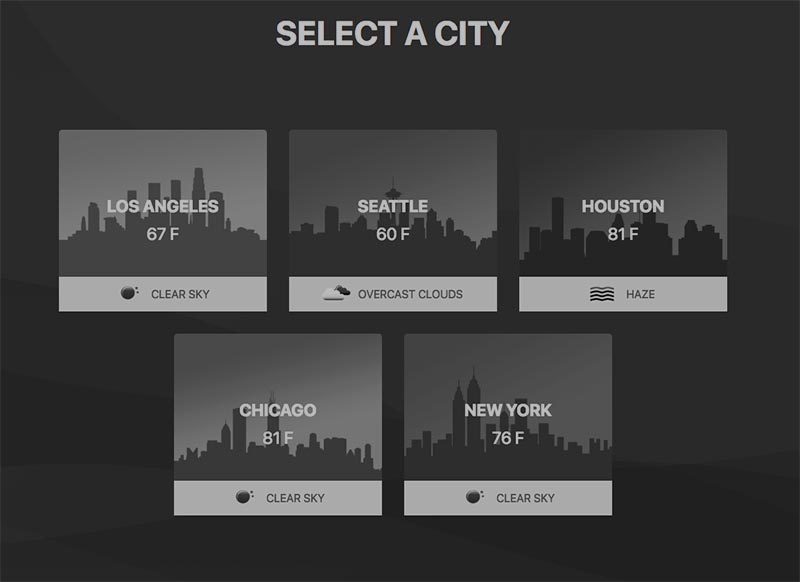 SELECT A CITY
LOS ANGELES
67 F
CLEAR SKY
SEATTLE
60 F
OVERCAST CLOUDS
HOUSTON
81 F
HAZE
CHICAGO
81 F
CLEAR SKY
NEW YORK
76 F
CLEAR SKY